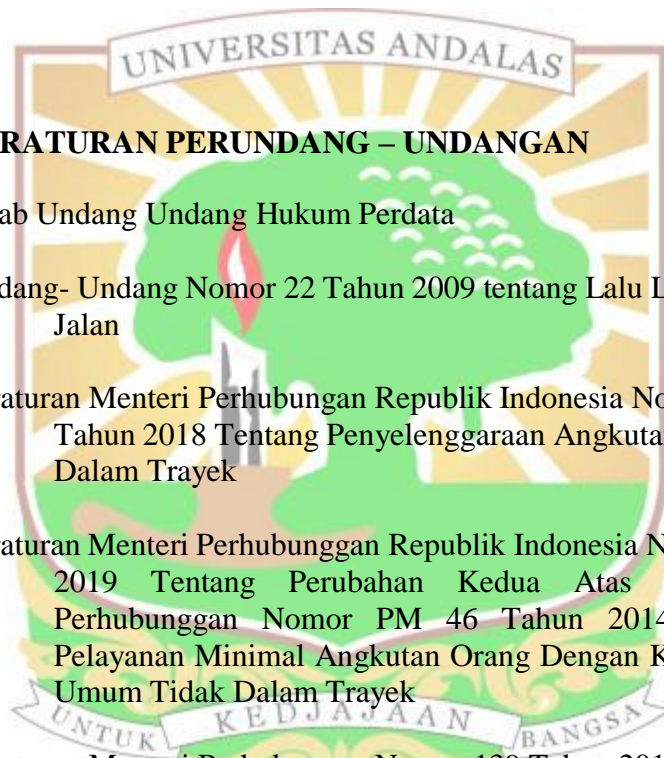 UNIVERSITAS ANDALAS
RATURAN PERUNDANG – UNDANGAN
ab Undang Undang Hukum Perdata
dang- Undang Nomor 22 Tahun 2009 tentang Lalu L
Jalan
raturan Menteri Perhubungan Republik Indonesia No
Tahun 2018 Tentang Penyelenggaraan Angkutan
Dalam Trayek
raturan Menteri Perhubunggan Republik Indonesia N
2019 Tentang Perubahan Kedua Atas
Perhubunggan Nomor PM 46 Tahun 2014
Pelayanan Minimal Angkutan Orang Dengan K
Umum Tidak Dalam Trayek
UNTUK KEDJAJAAN BANGSA